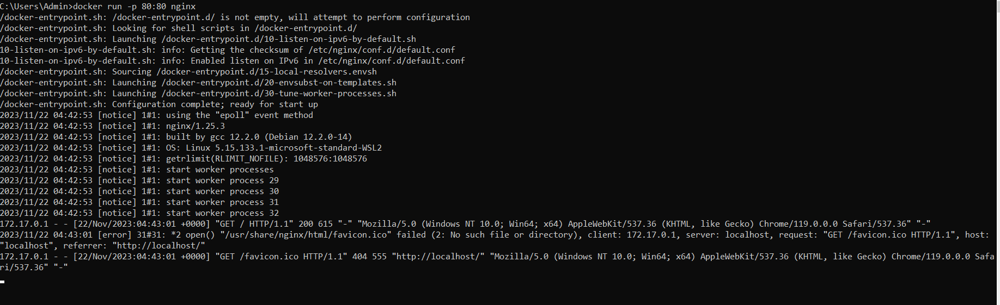 C:\Users\Admin>docker run -p 80:80 nginx
/docker-entrypoint.sh: /docker-entrypoint.d/ is not empty, will attempt to perform configuration
/docker-entrypoint.sh: Looking for shell scripts in /docker-entrypoint.d/
/docker-entrypoint.sh: Launching /docker-entrypoint.d/10-listen-on-ipv6-by-default.sh
10-listen-on-ipv6-by-default.sh: info: Getting the checksum of /etc/nginx/conf.d/default.conf
10-listen-on-ipv6-by-default.sh: info: Enabled listen on IPv6 in /etc/nginx/conf.d/default.conf
/docker-entrypoint.sh: Sourcing /docker-entrypoint.d/15-local-resolvers.envsh
/docker-entrypoint.sh: Launching /docker-entrypoint.d/20-envsubst-on-templates.sh
/docker-entrypoint.sh: Launching /docker-entrypoint.d/30-tune-worker-processes.sh
/docker-entrypoint.sh: Configuration complete; ready for start up
2023/11/22 04:42:53 [notice] 1#1: using the "epoll" event method
2023/11/22 04:42:53 [notice] 1#1: nginx/1.25.3
2023/11/22 04:42:53 [notice] 1#1: built by gcc 12.2.0 (Debian 12.2.0-14)
2023/11/22 04:42:53 [notice] 1#1: OS: Linux 5.15.133.1-microsoft-standard-WSL2
2023/11/22 04:42:53 [notice] 1#1: getrlimit(RLIMIT_NOFILE): 1048576:1048576
2023/11/22 04:42:53 [notice] 1#1: start worker processes
2023/11/22 04:42:53 [notice] 1#1: start worker process 29
2023/11/22 04:42:53 [notice] 1#1: start worker process 30
2023/11/22 04:42:53 [notice] 1#1: start worker process 31
2023/11/22 04:42:53 [notice] 1#1: start worker process 32
172.17.0.1 - - [22/Nov/2023:04:43:01 +0000] "GET / HTTP/1.1" 200 615 "-" "Mozilla/5.0 (Windows NT 10.0; Win64; x64) AppleWebKit/537.36 (KHTML, like Gecko) Chrome/119.0.0.0 Safari/537.36" "-"
2023/11/22 04:43:01 [error] 31#31: *2 open() "/usr/share/nginx/html/favicon.ico" failed (2: No such file or directory), client: 172.17.0.1, server: localhost, request: "GET /favicon.ico HTTP/1.1", host:
"localhost", referrer: "http://localhost/"
172.17.0.1 - - [22/Nov/2023:04:43:01 +0000] "GET /favicon.ico HTTP/1.1" 404 555 "http://localhost/" "Mozilla/5.0 (Windows NT 10.0; Win64; x64) AppleWebKit/537.36 (KHTML, like Gecko) Chrome/119.0.0.0 Safa
ri/537.36" "-"